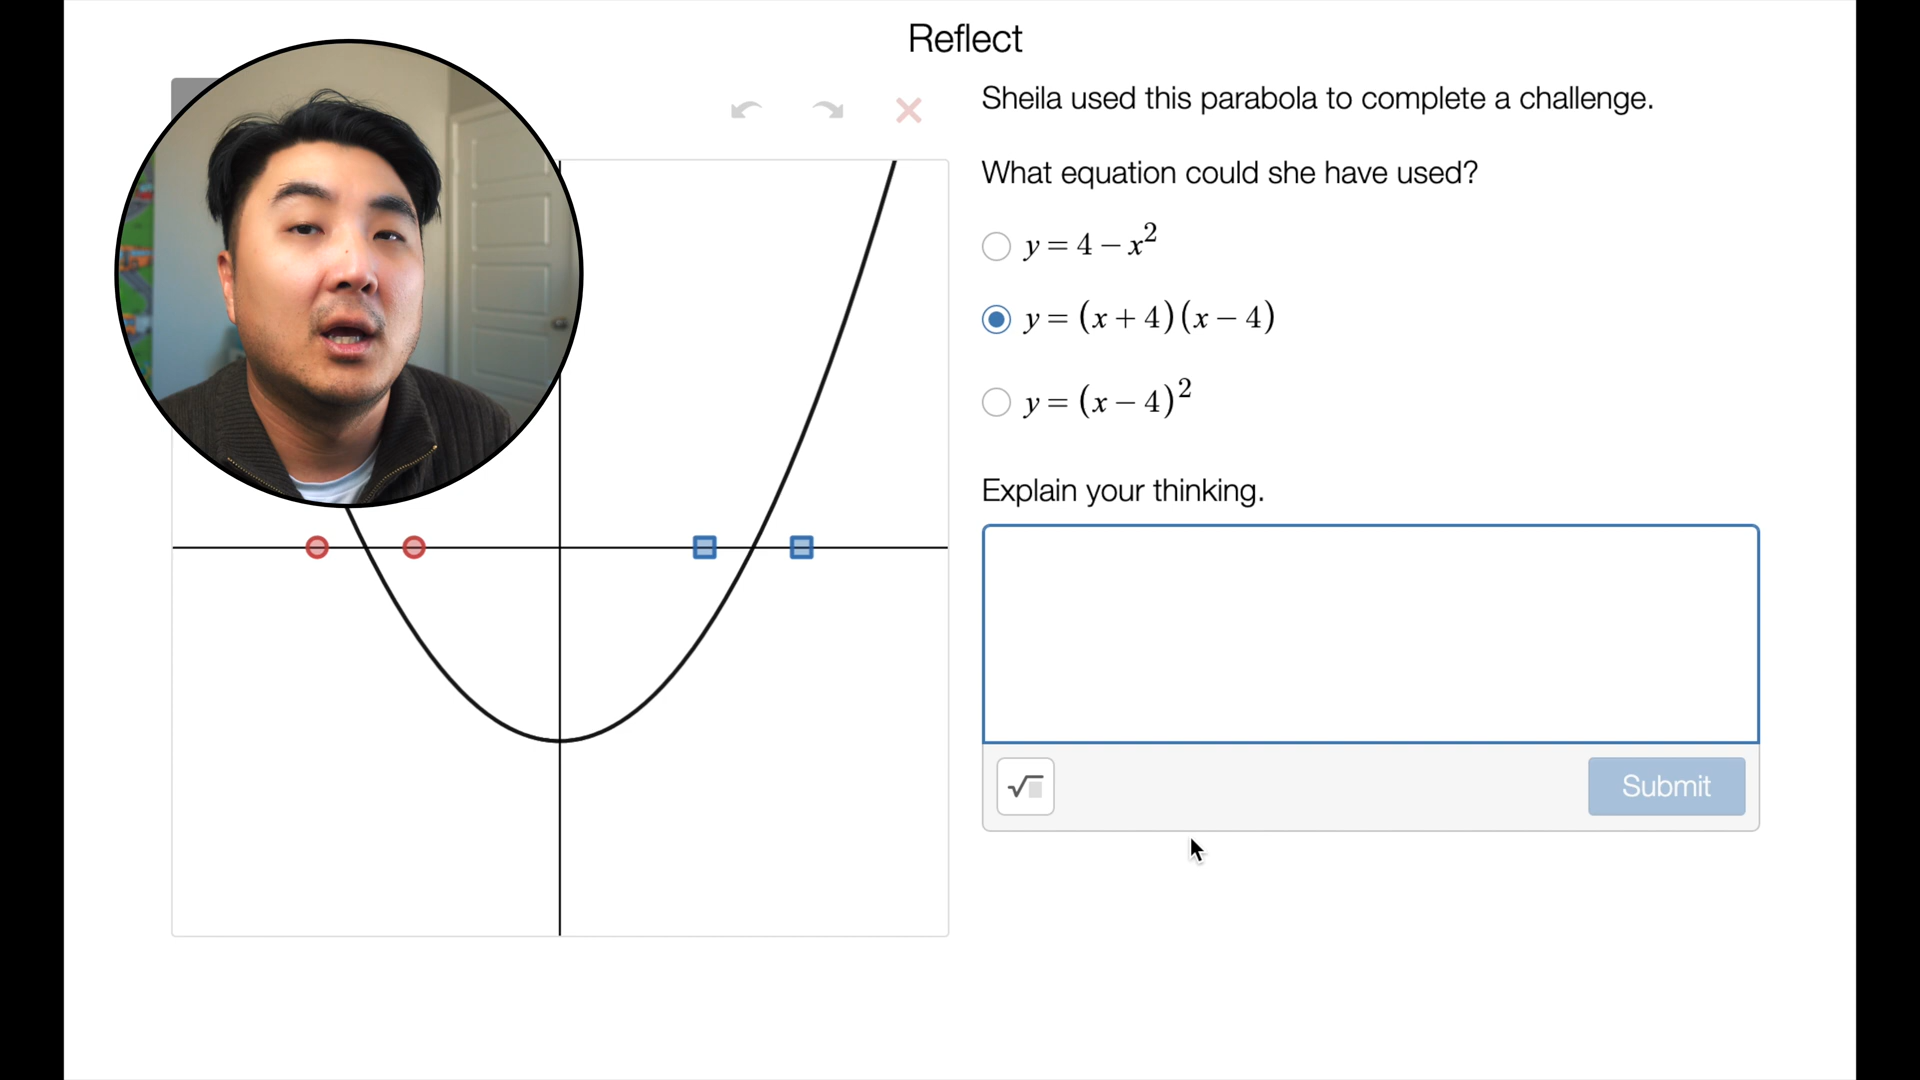 Reflect
Sheila used this parabola to complete a challenge.
What equation could she have used?
y = 4 − x²
y = (x + 4)(x − 4)
y = (x − 4)²
Explain your thinking.
√
Submit